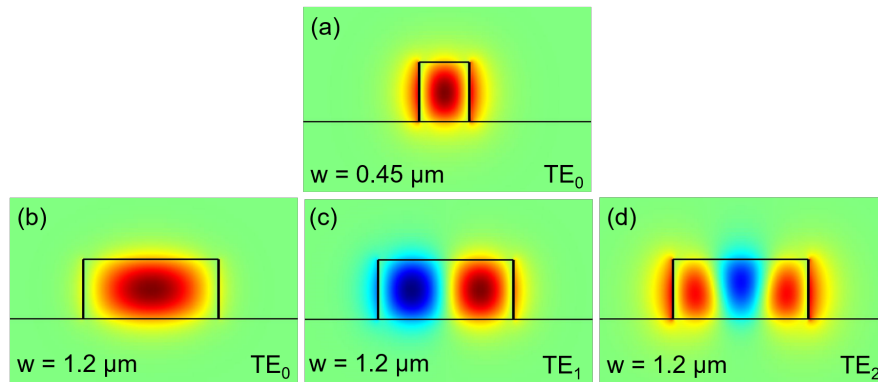 (a)
w = 0.45 µm TE₀
(b) (c) (d)
w = 1.2 µm TE₀ w = 1.2 µm TE₁ w = 1.2 µm TE₂